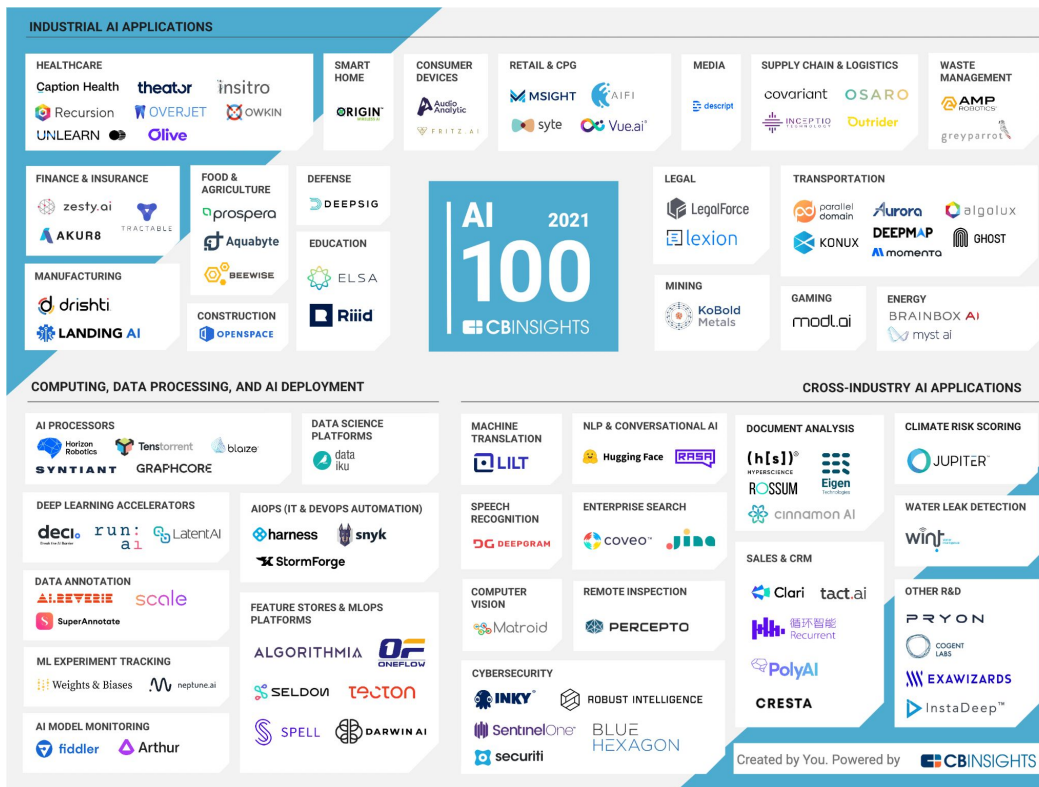 INDUSTRIAL AI APPLICATIONS
HEALTHCARE
Caption Health theator insitro
Recursion OVERJET OWKIN
UNLEARN Olive
SMART
HOME
ORIGIN
CONSUMER
DEVICES
Audio
Analytic
FRITZ.AI
RETAIL & CPG
MSIGHT AIFI
syte Vue.ai
MEDIA
descript
SUPPLY CHAIN & LOGISTICS
covariant OSARO
INCEPTIO
TECHNOLOGY
Outrider
WASTE
MANAGEMENT
AMP
ROBOTICS
greyparrot
FINANCE & INSURANCE
zesty.ai
TRACTABLE
AKUR8
FOOD &
AGRICULTURE
prospera
Aquabyte
BEEWISE
DEFENSE
DEEPSIG
EDUCATION
ELSA
Riiid
MANUFACTURING
drishti
LANDING AI
CONSTRUCTION
OPENSPACE
AI 2021
100
CBINSIGHTS
LEGAL
LegalForce
lexion
TRANSPORTATION
parallel
domain
Aurora algolux
KONUX DEEPMAP GHOST
momenta
MINING
KoBold
Metals
GAMING
modl.ai
ENERGY
BRAINBOX AI
myst ai
COMPUTING, DATA PROCESSING, AND AI DEPLOYMENT
AI PROCESSORS
Horizon
Robotics
Tenstorrent blaize
SYNTIANT GRAPHCORE
DATA SCIENCE
PLATFORMS
data
iku
DEEP LEARNING ACCELERATORS
deci.
run:
ai
LatentAI
AIOPS (IT & DEVOPS AUTOMATION)
harness snyk
StormForge
DATA ANNOTATION
AI.REVERIE scale
SuperAnnotate
FEATURE STORES & MLOPS
PLATFORMS
ALGORITHMIA OF
ONEFLOW
SELDON TECTON
SPELL DARWIN AI
ML EXPERIMENT TRACKING
Weights & Biases neptune.ai
AI MODEL MONITORING
fiddler Arthur
CROSS-INDUSTRY AI APPLICATIONS
MACHINE
TRANSLATION
LILT
NLP & CONVERSATIONAL AI
Hugging Face RASA
DOCUMENT ANALYSIS
(h[s])®
HYPERSCIENCE
Eigen
Technologies
ROSSUM
cinnamon AI
CLIMATE RISK SCORING
JUPITER
SPEECH
RECOGNITION
DG DEEPGRAM
ENTERPRISE SEARCH
coveo™ Jina
WATER LEAK DETECTION
wint
COMPUTER
VISION
Matroid
REMOTE INSPECTION
PERCEPTO
SALES & CRM
Clari tact.ai
循环智能
Recurrent
PolyAI
CRESTA
OTHER R&D
PRYON
COGENT
LABS
EXAWIZARDS
InstaDeep™
CYBERSECURITY
INKY ROBUST INTELLIGENCE
SentinelOne
BLUE
HEXAGON
securiti
Created by You. Powered by CBINSIGHTS